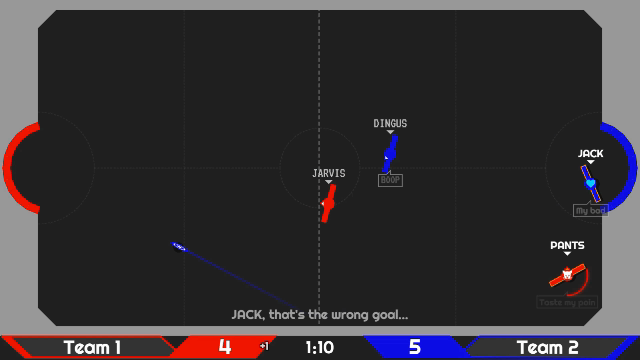 DINGUS
BOOP
JACK
JARVIS
My bad
PANTS
Taste my pain
JACK, that's the wrong goal...
Team 1
4
+1
1:10
5
Team 2